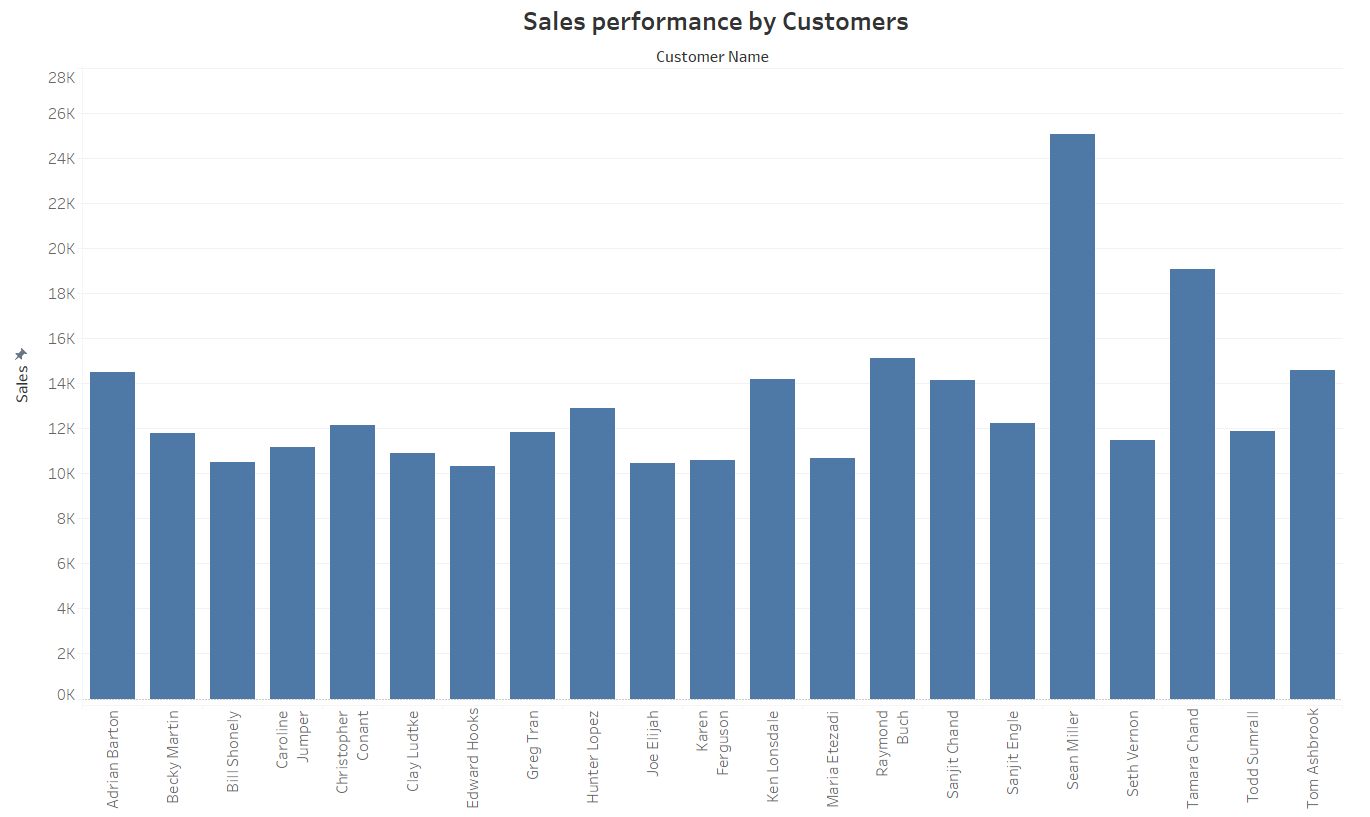 Sales performance by Customers
Customer Name
28K
26K
24K
22K
20K
18K
16K
14K
12K
10K
8K
6K
4K
2K
0K
Sales
Adrian Barton
Becky Martin
Bill Shonely
Caroline
Jumper
Christopher
Conant
Clay Ludtke
Edward Hooks
Greg Tran
Hunter Lopez
Joe Elijah
Karen
Ferguson
Ken Lonsdale
Maria Etezadi
Raymond
Buch
Sanjit Chand
Sanjit Engle
Sean Miller
Seth Vernon
Tamara Chand
Todd Sumrall
Tom Ashbrook